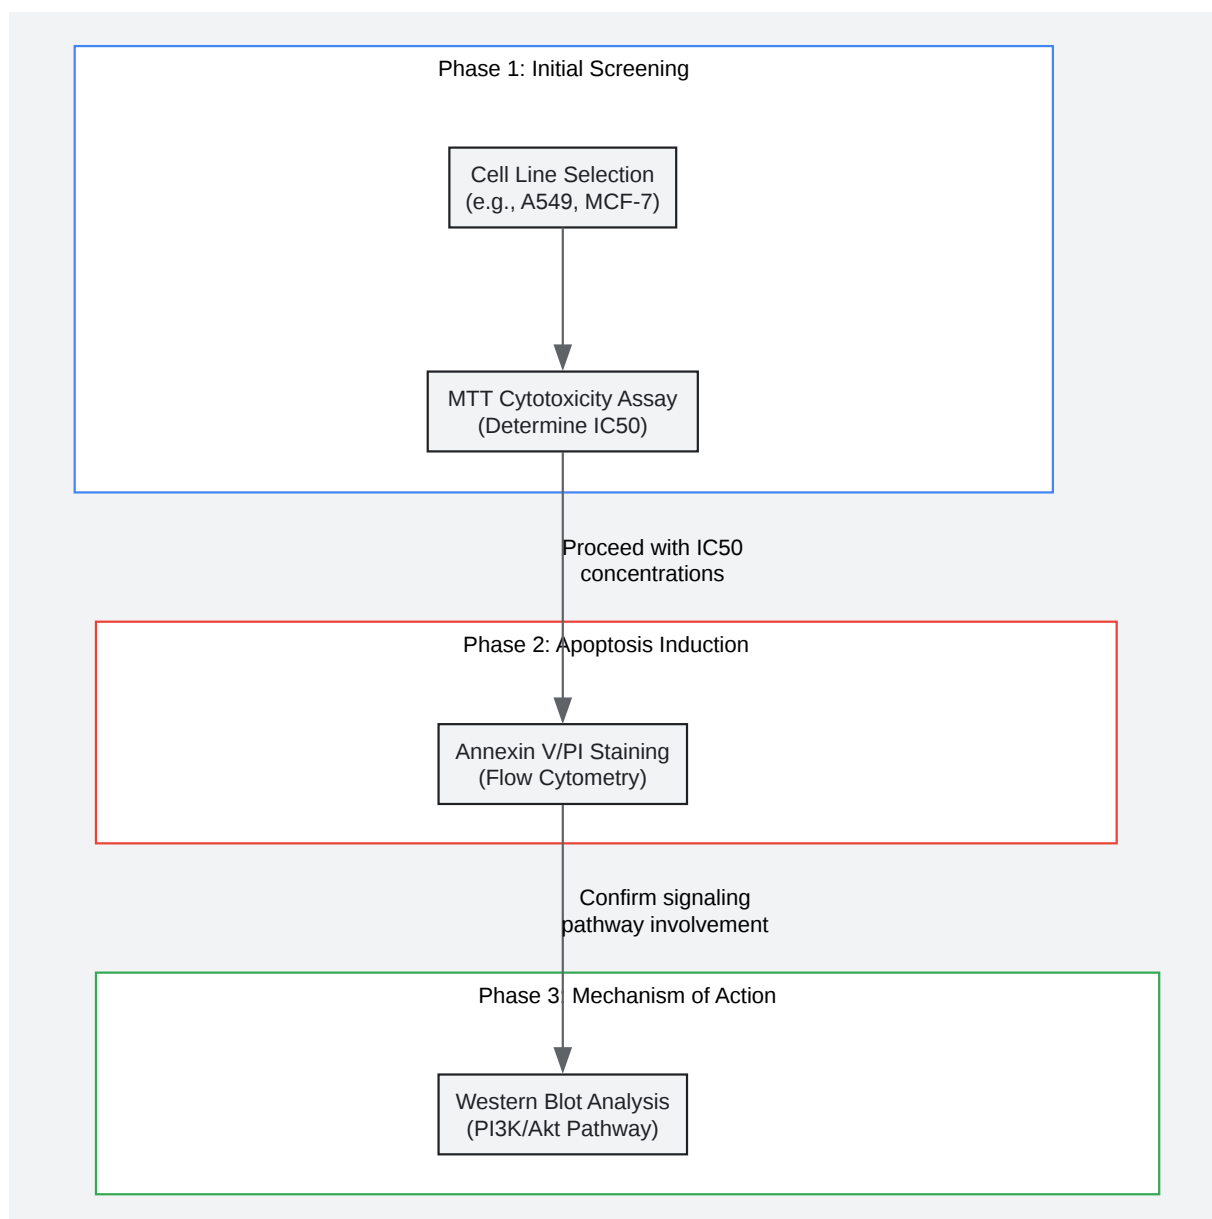 Phase 1: Initial Screening
Cell Line Selection
(e.g., A549, MCF-7)
MTT Cytotoxicity Assay
(Determine IC50)
Proceed with IC50
concentrations
Phase 2: Apoptosis Induction
Annexin V/PI Staining
(Flow Cytometry)
Confirm signaling
pathway involvement
Phase 3: Mechanism of Action
Western Blot Analysis
(PI3K/Akt Pathway)